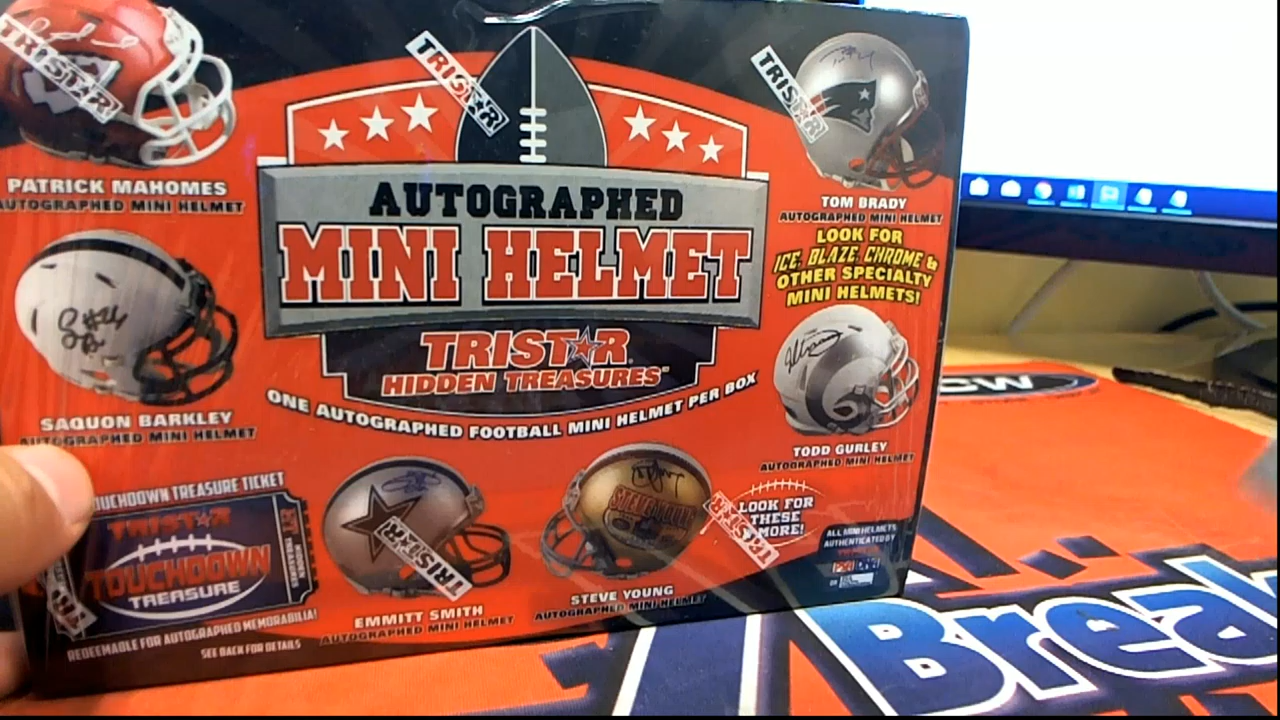 TRISTAR
TRISTAR
TRISTAR
PATRICK MAHOMES
AUTOGRAPHED MINI HELMET
TOM BRADY
AUTOGRAPHED MINI HELMET
AUTOGRAPHED
MINI HELMET
TRISTAR
HIDDEN TREASURES
ONE AUTOGRAPHED FOOTBALL MINI HELMET PER BOX
LOOK FOR
ICE, BLAZE, CHROME &
OTHER SPECIALTY
MINI HELMETS!
SAQUON BARKLEY
AUTOGRAPHED MINI HELMET
TODD GURLEY
AUTOGRAPHED MINI HELMET
TOUCHDOWN TREASURE TICKET
TRISTAR
TOUCHDOWN
TREASURE
REDEEMABLE FOR AUTOGRAPHED MEMORABILIA!
SEE BACK FOR DETAILS
TRISTAR
EMMITT SMITH
AUTOGRAPHED MINI HELMET
STEVE YOUNG
STEVE YOUNG
AUTOGRAPHED MINI HELMET
LOOK FOR
THESE
& MORE!
TRISTAR
ALL MINI HELMETS
AUTHENTICATED BY
OR
CW
Break